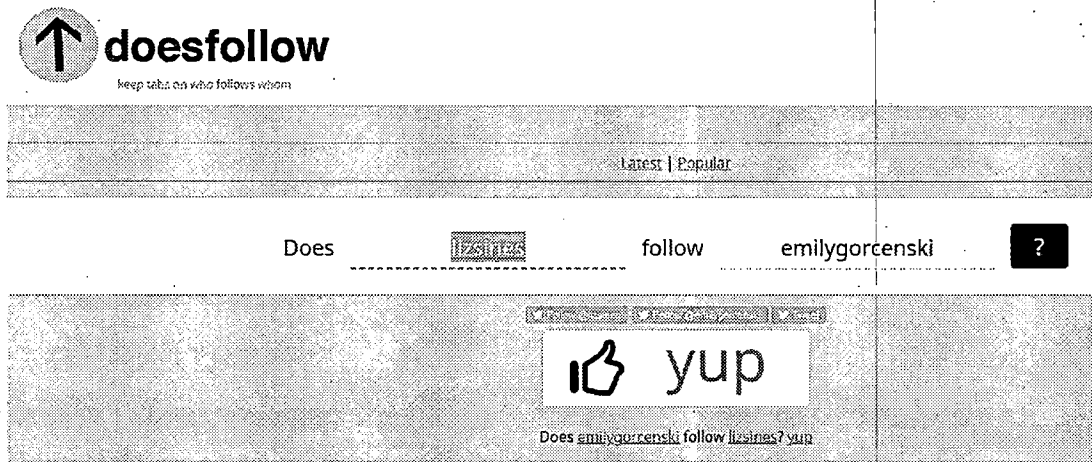 doesfollow
keep tabs on who follows whom
Latest | Popular
Does lizsines follow emilygorcenski ?
yup
Does emilygorcenski follow lizsines? yup